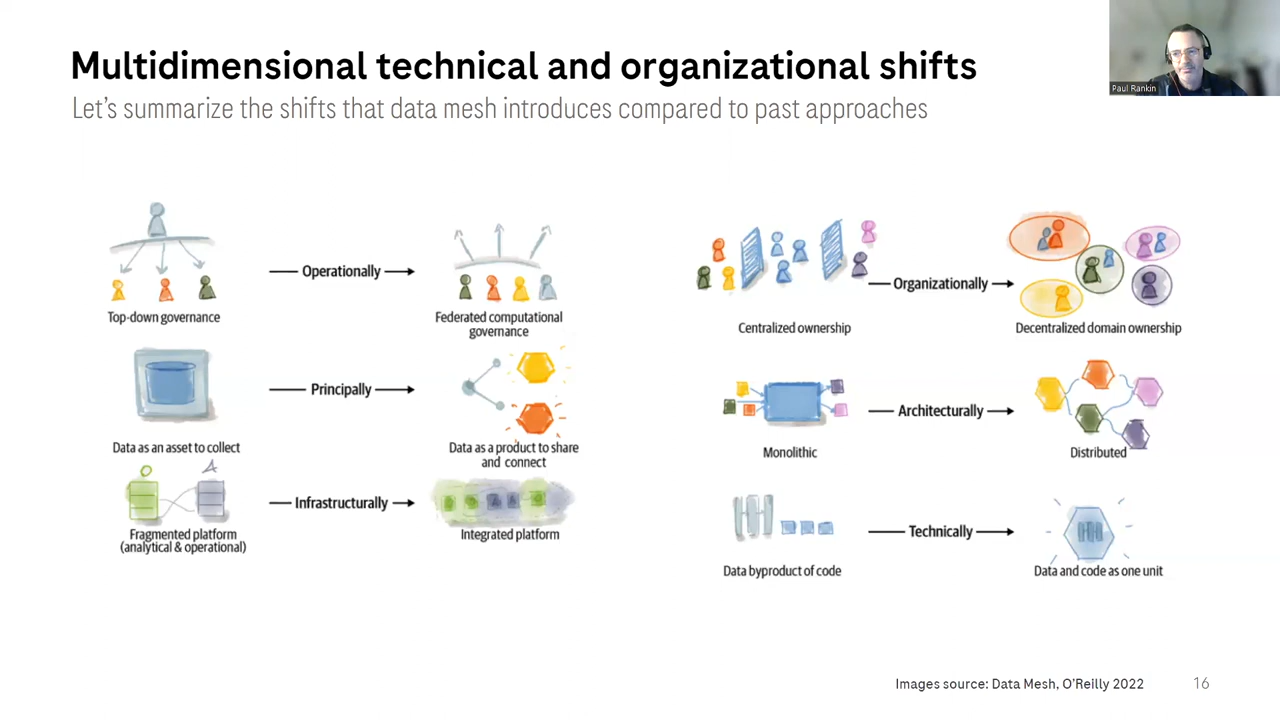 Multidimensional technical and organizational shifts
Let's summarize the shifts that data mesh introduces compared to past approaches
Paul Rankin
Operationally
Top-down governance
Federated computational
governance
Principally
Data as an asset to collect
Data as a product to share
and connect
O
A
Infrastructurally
Fragmented platform
(analytical & operational)
Integrated platform
Organizationally
Centralized ownership
Decentralized domain ownership
Architecturally
Monolithic
Distributed
Technically
Data byproduct of code
Data and code as one unit
Images source: Data Mesh, O'Reilly 2022
16